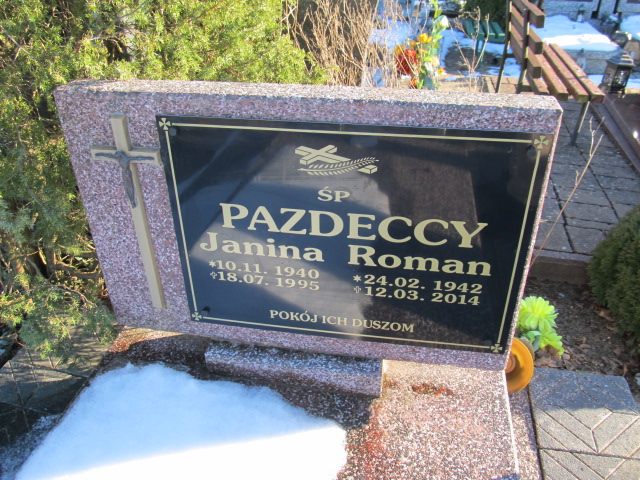 ŚP
PAZDECCY
Janina Roman
*10.11.1940 *24.02.1942
†18.07.1995 †12.03.2014
POKÓJ ICH DUSZOM